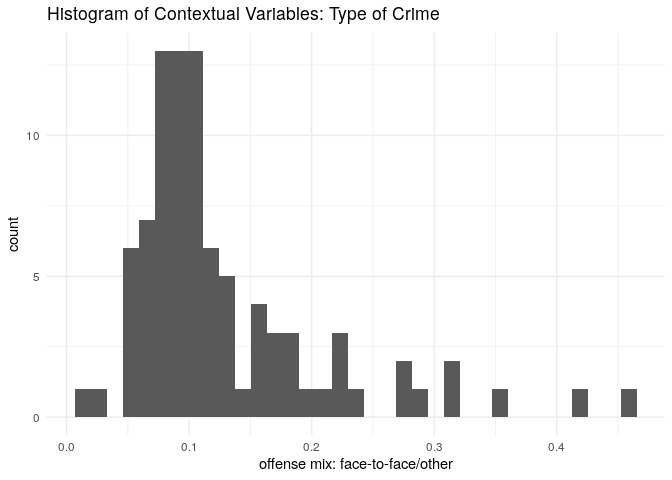 Histogram of Contextual Variables: Type of Crime
10
5
0
count
0.0 0.1 0.2 0.3 0.4
offense mix: face-to-face/other